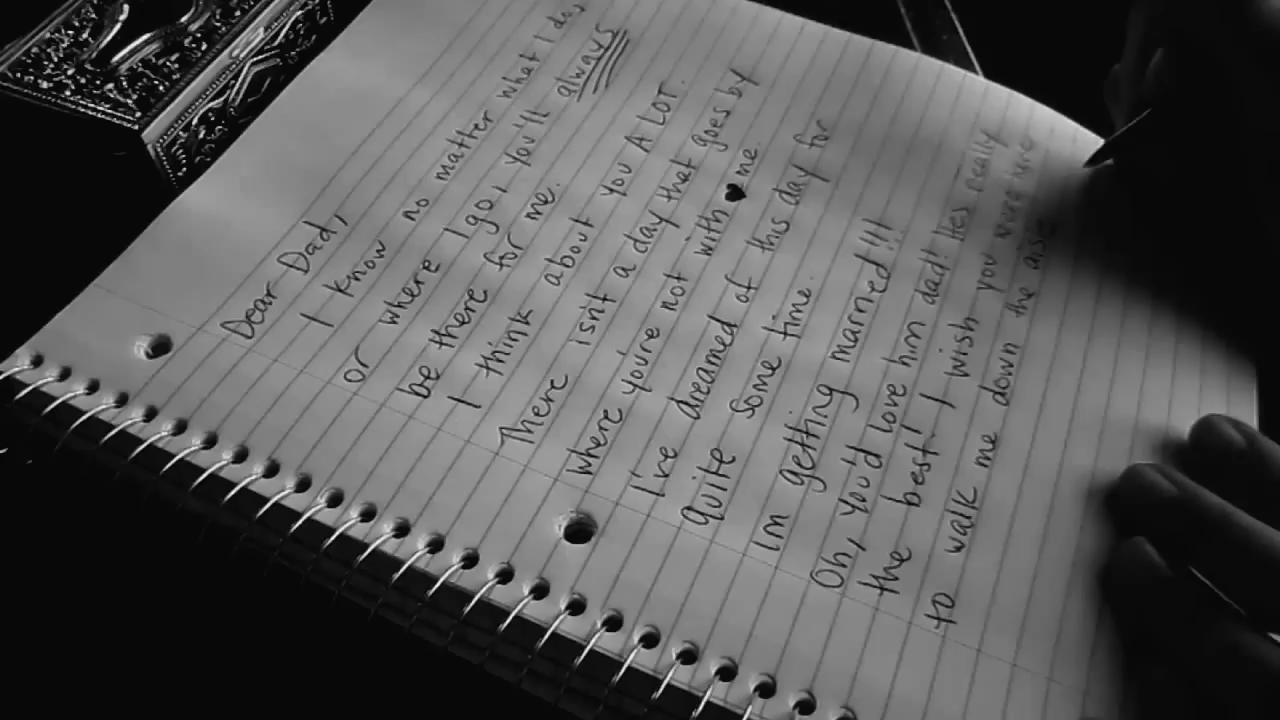 Dear Dad,
I know no matter what I do,
or where I go, you'll always
be there for me.
I think about you A LOT.
There isn't a day that goes by
where you're not with ♥ me.
I've dreamed of this day for
quite some time.
Im getting married!!!
Oh, you'd love him dad! He's really
the best! I wish you were here
to walk me down the aise